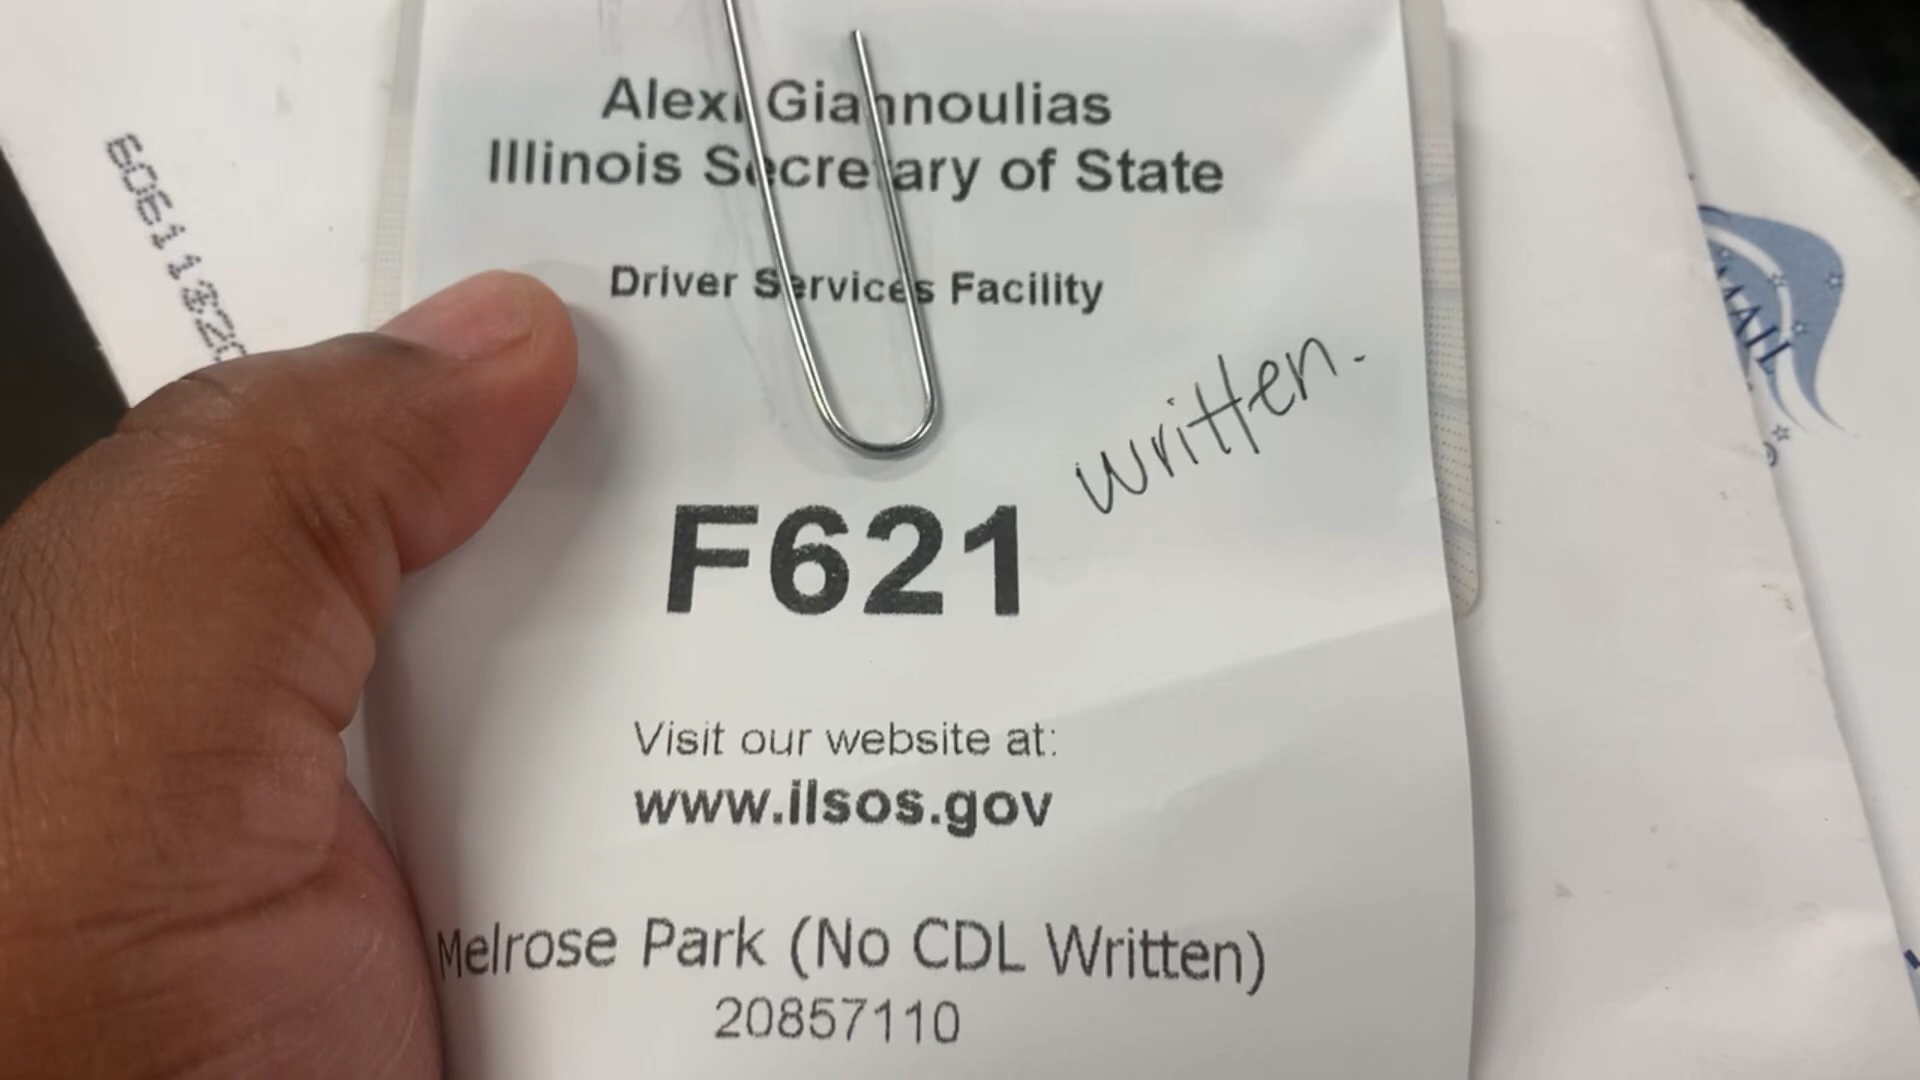 Alexi Giannoulias
Illinois Secretary of State
Driver Services Facility
written.
F621
Visit our website at:
www.ilsos.gov
Melrose Park (No CDL Written)
20857110